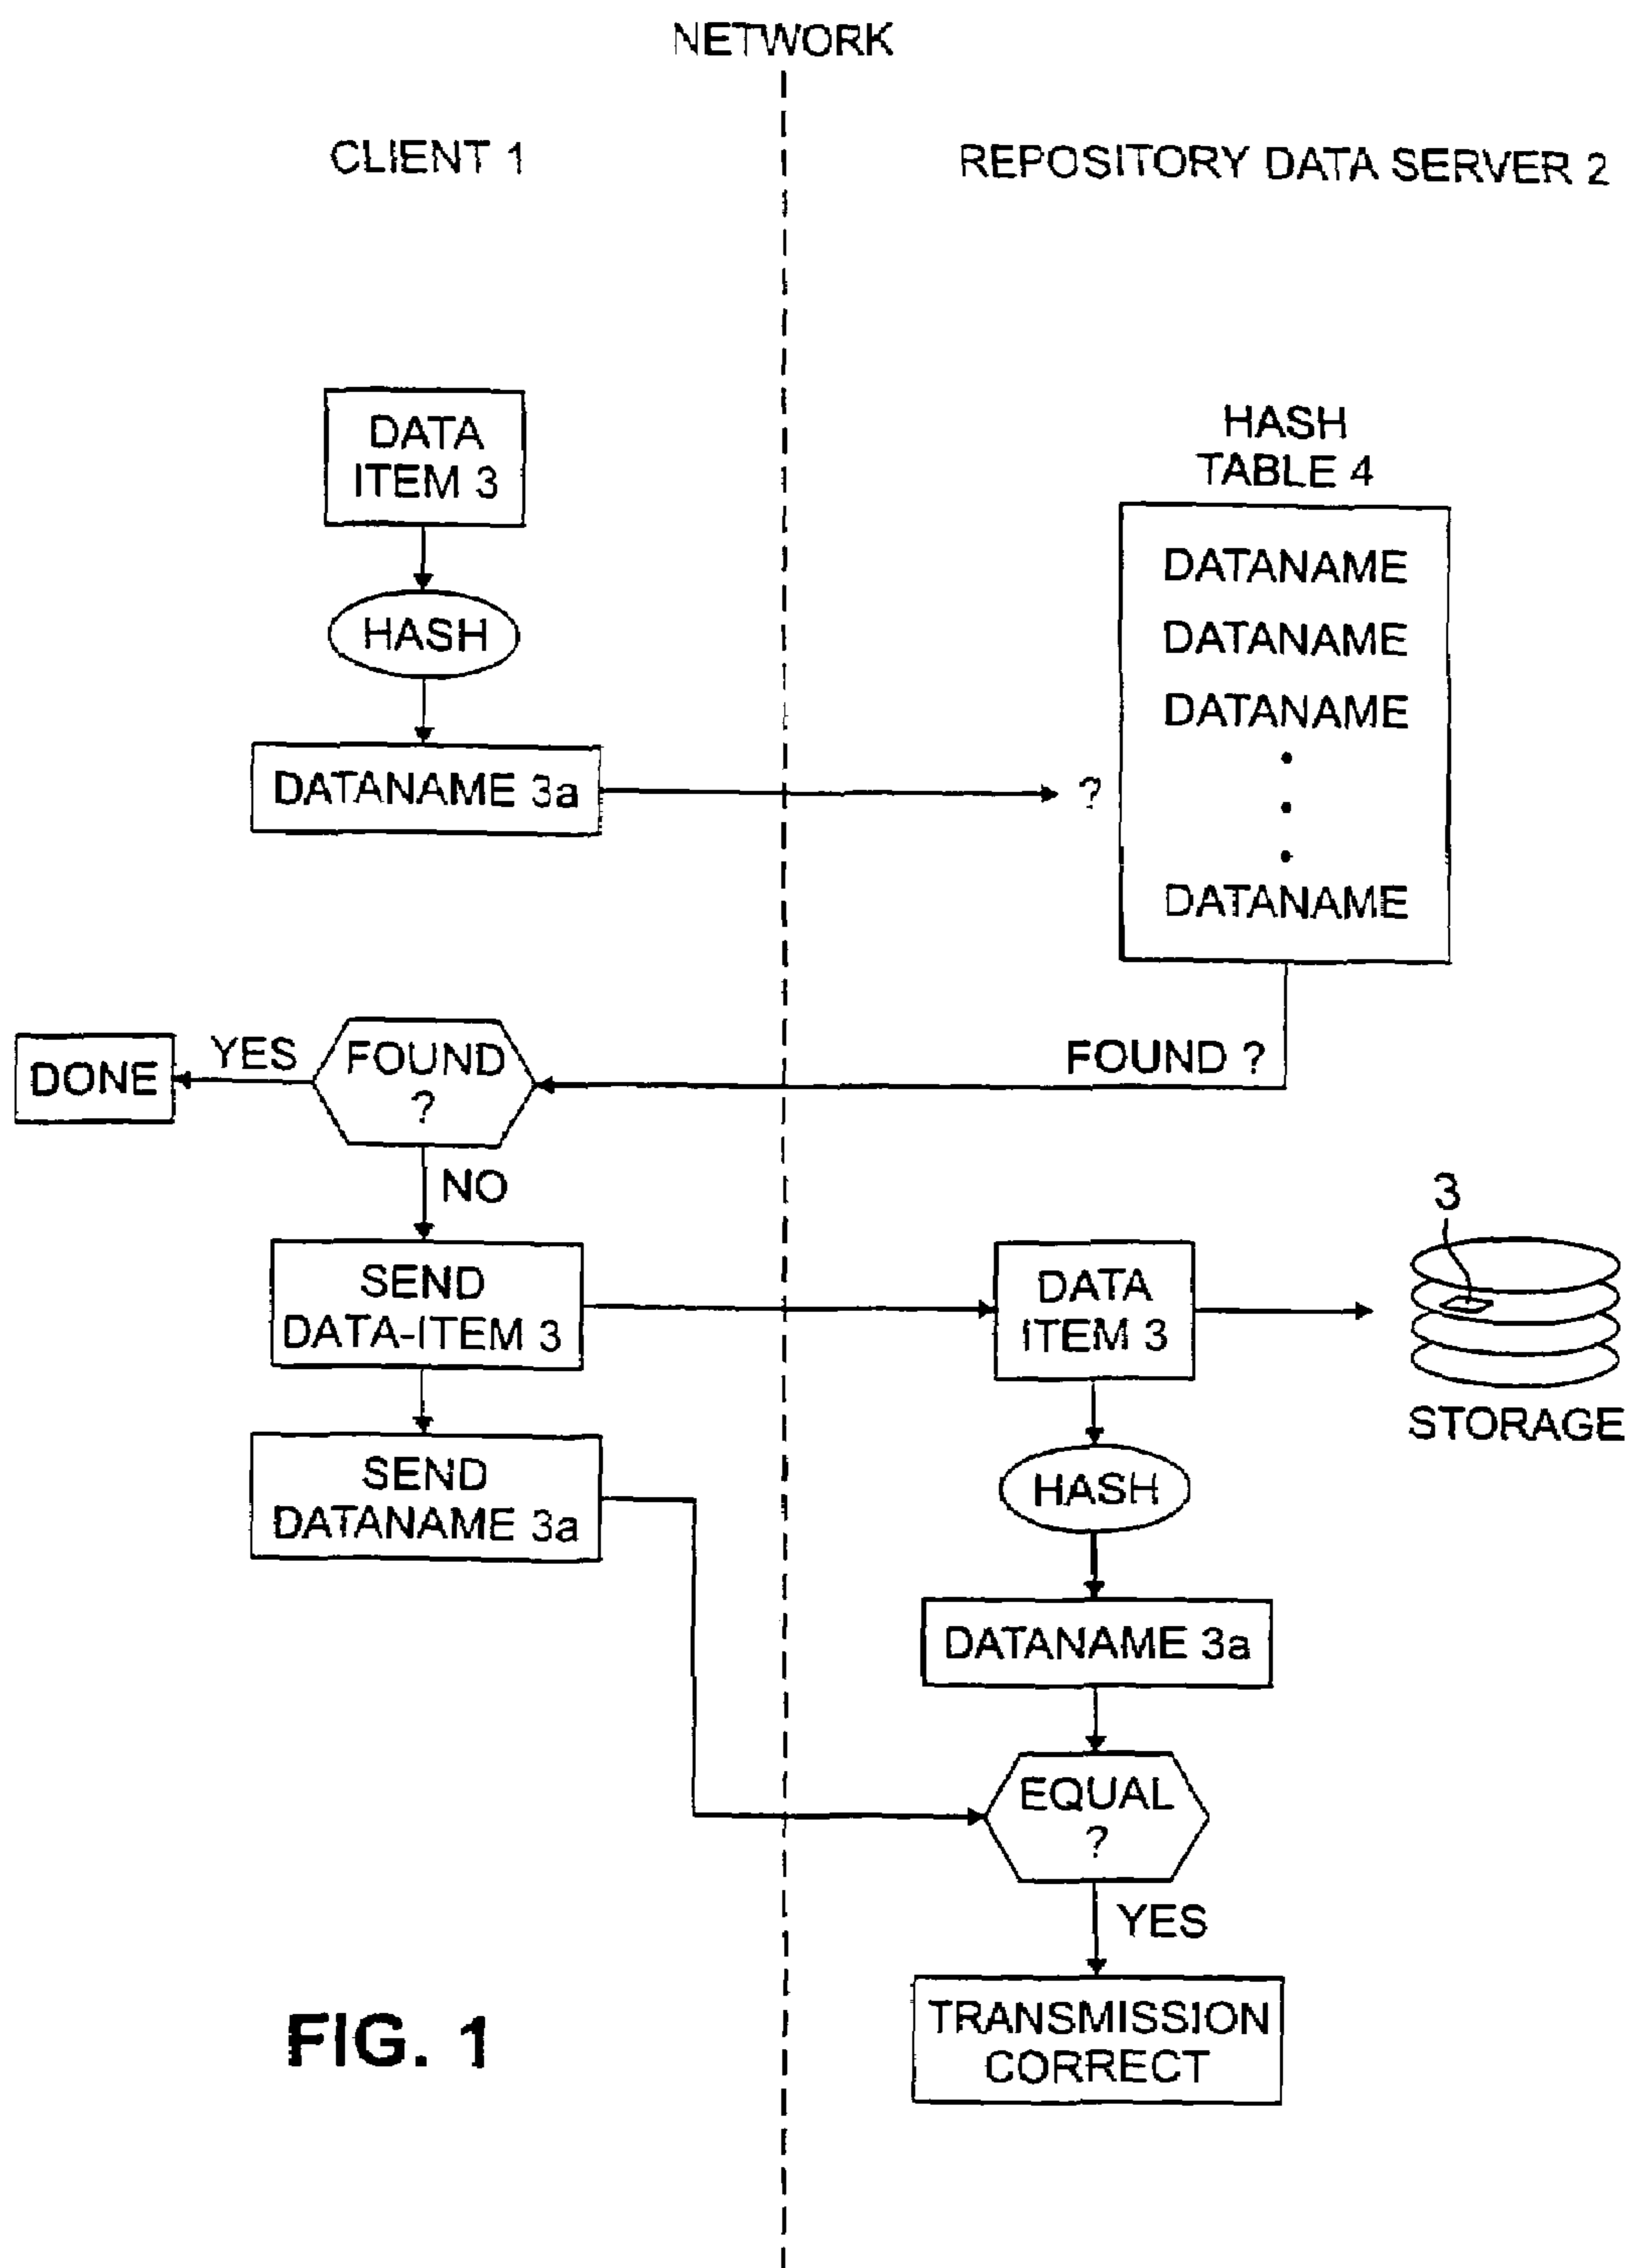 NETWORK
CLIENT 1
REPOSITORY DATA SERVER 2
DATA
ITEM 3
HASH
DATANAME 3a
HASH
TABLE 4
DATANAME
DATANAME
DATANAME
DATANAME
?
FOUND ?
FOUND
?
YES
DONE
NO
SEND
DATA-ITEM 3
DATA
ITEM 3
3
STORAGE
SEND
DATANAME 3a
HASH
DATANAME 3a
EQUAL
?
YES
TRANSMISSION
CORRECT
FIG. 1